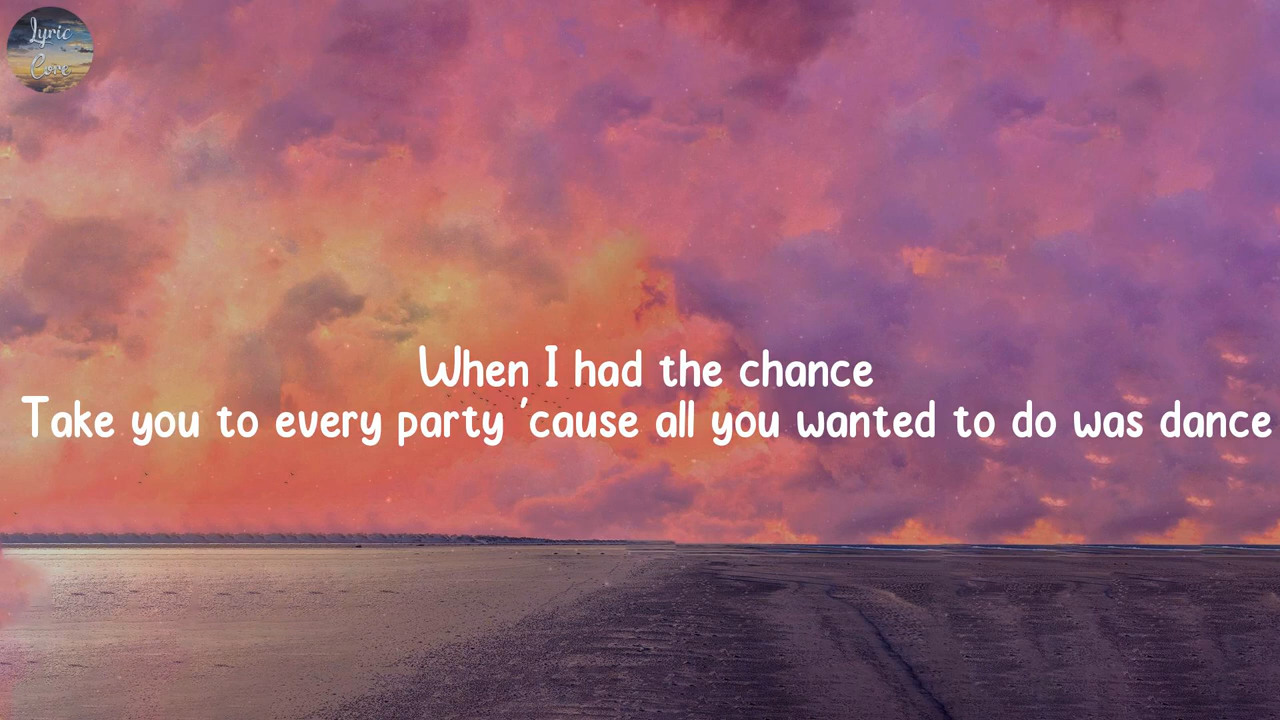 Lyric
Core
When I had the chance
Take you to every party 'cause all you wanted to do was dance